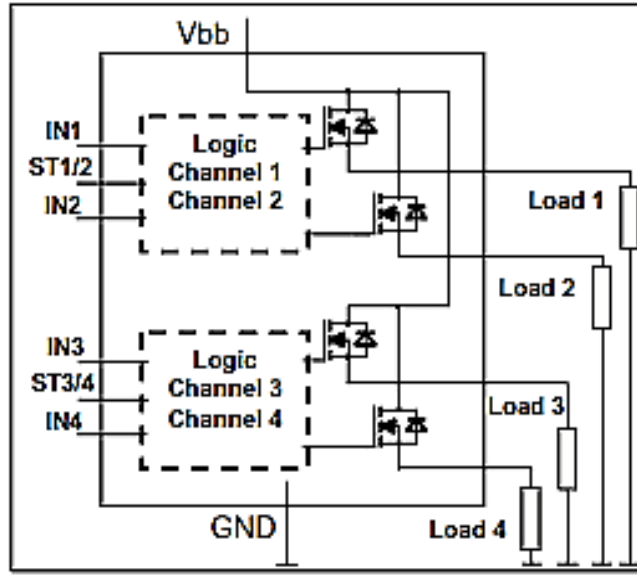 Vbb
IN1
ST1/2
IN2
Logic
Channel 1
Channel 2
Load 1
Load 2
IN3
ST3/4
IN4
Logic
Channel 3
Channel 4
Load 3
Load 4
GND